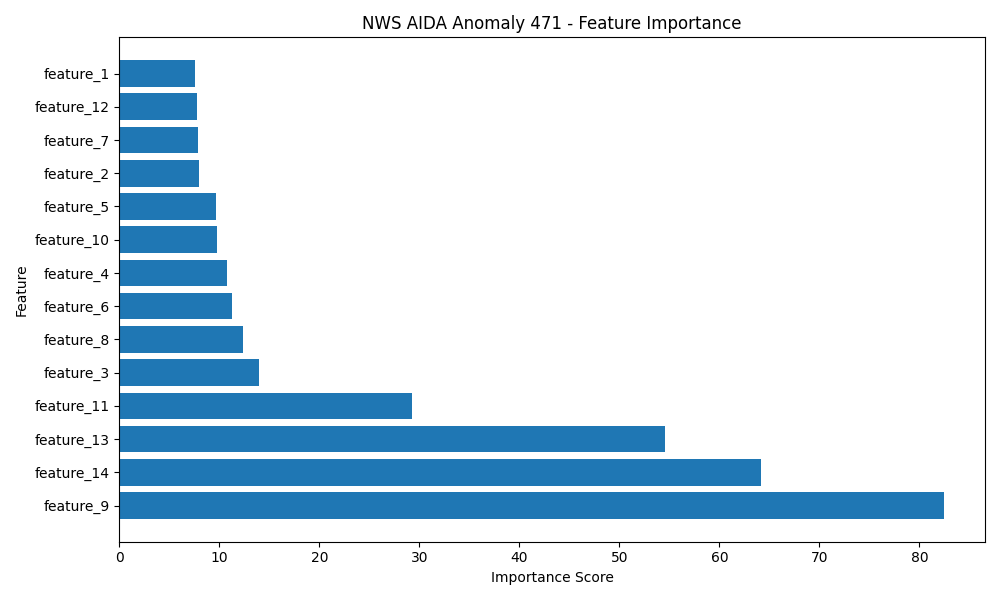 NWS AIDA Anomaly 471 - Feature Importance
feature_1
feature_12
feature_7
feature_2
feature_5
feature_10
feature_4
feature_6
feature_8
feature_3
feature_11
feature_13
feature_14
feature_9
Feature
0 10 20 30 40 50 60 70 80
Importance Score